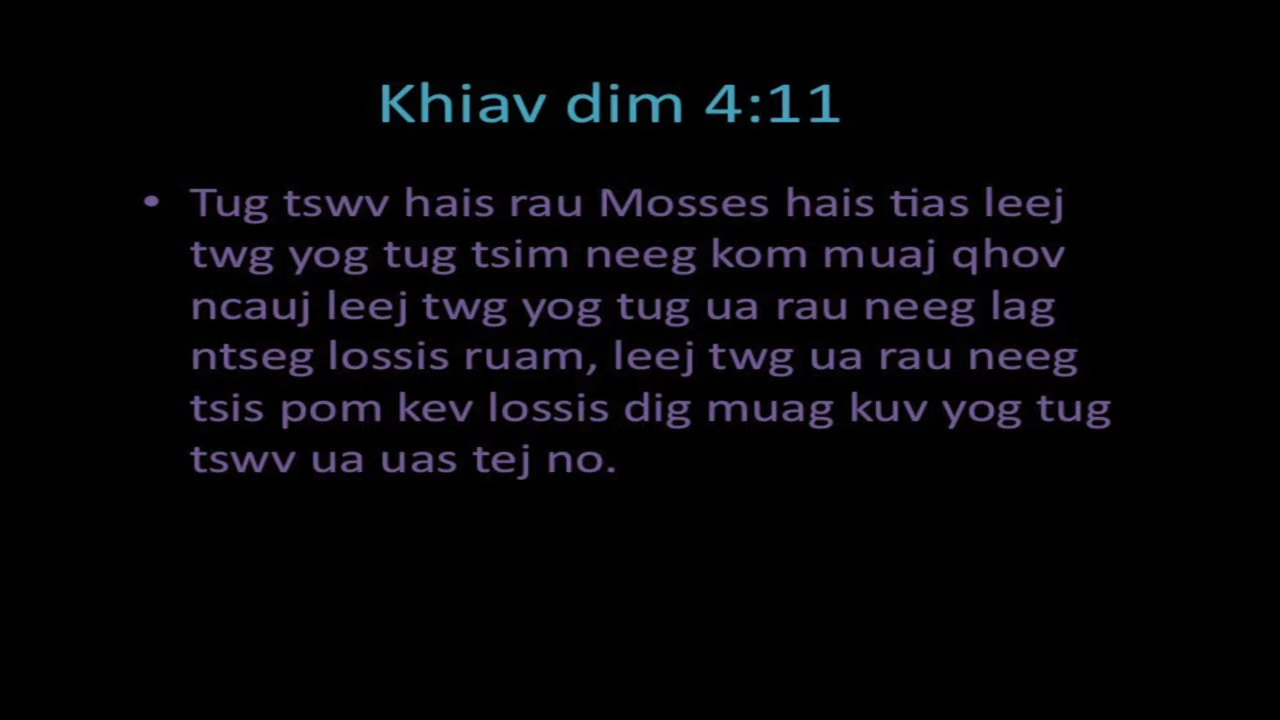 Khiav dim 4:11
• Tug tswv hais rau Mosses hais tias leej
twg yog tug tsim neeg kom muaj qhov
ncauj leej twg yog tug ua rau neeg lag
ntseg lossis ruam, leej twg ua rau neeg
tsis pom kev lossis dig muag kuv yog tug
tswv ua uas tej no.